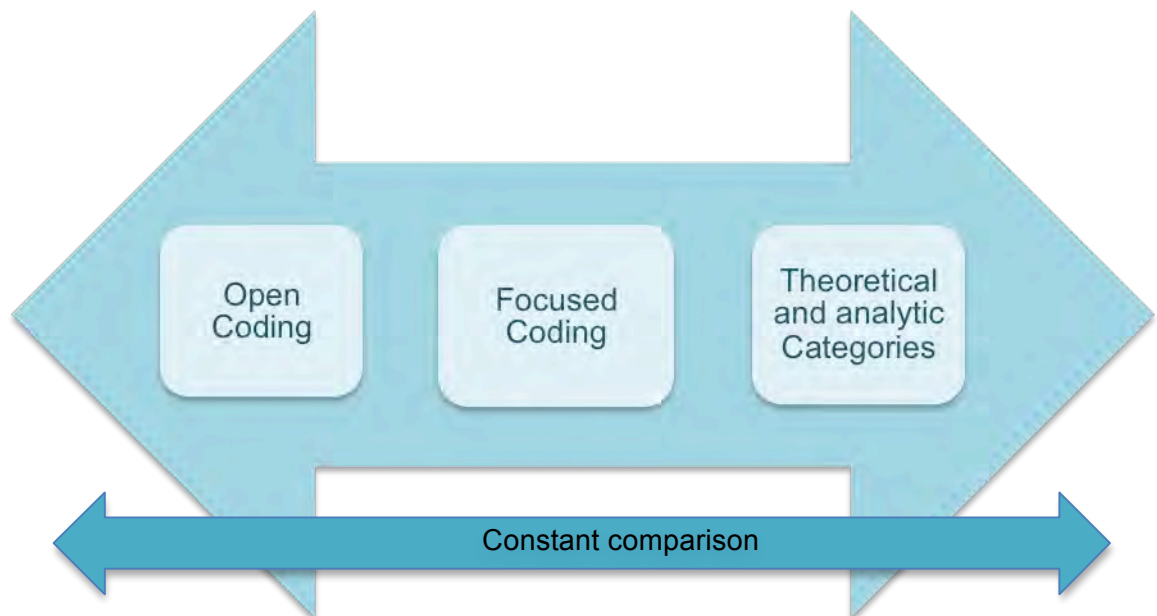 Open
Coding
Focused
Coding
Theoretical
and analytic
Categories
Constant comparison